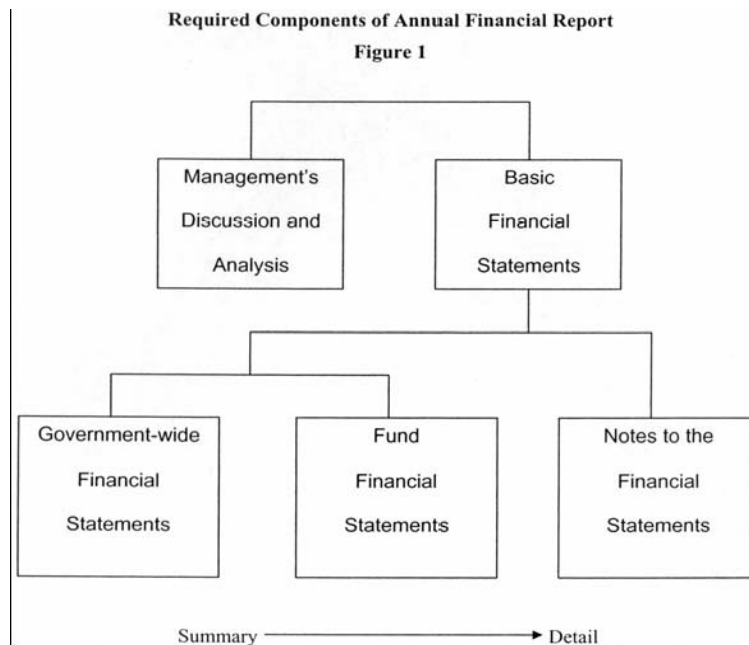 Required Components of Annual Financial Report
Figure 1
Management's
Discussion and
Analysis
Basic
Financial
Statements
Government-wide
Financial
Statements
Fund
Financial
Statements
Notes to the
Financial
Statements
Summary
Detail